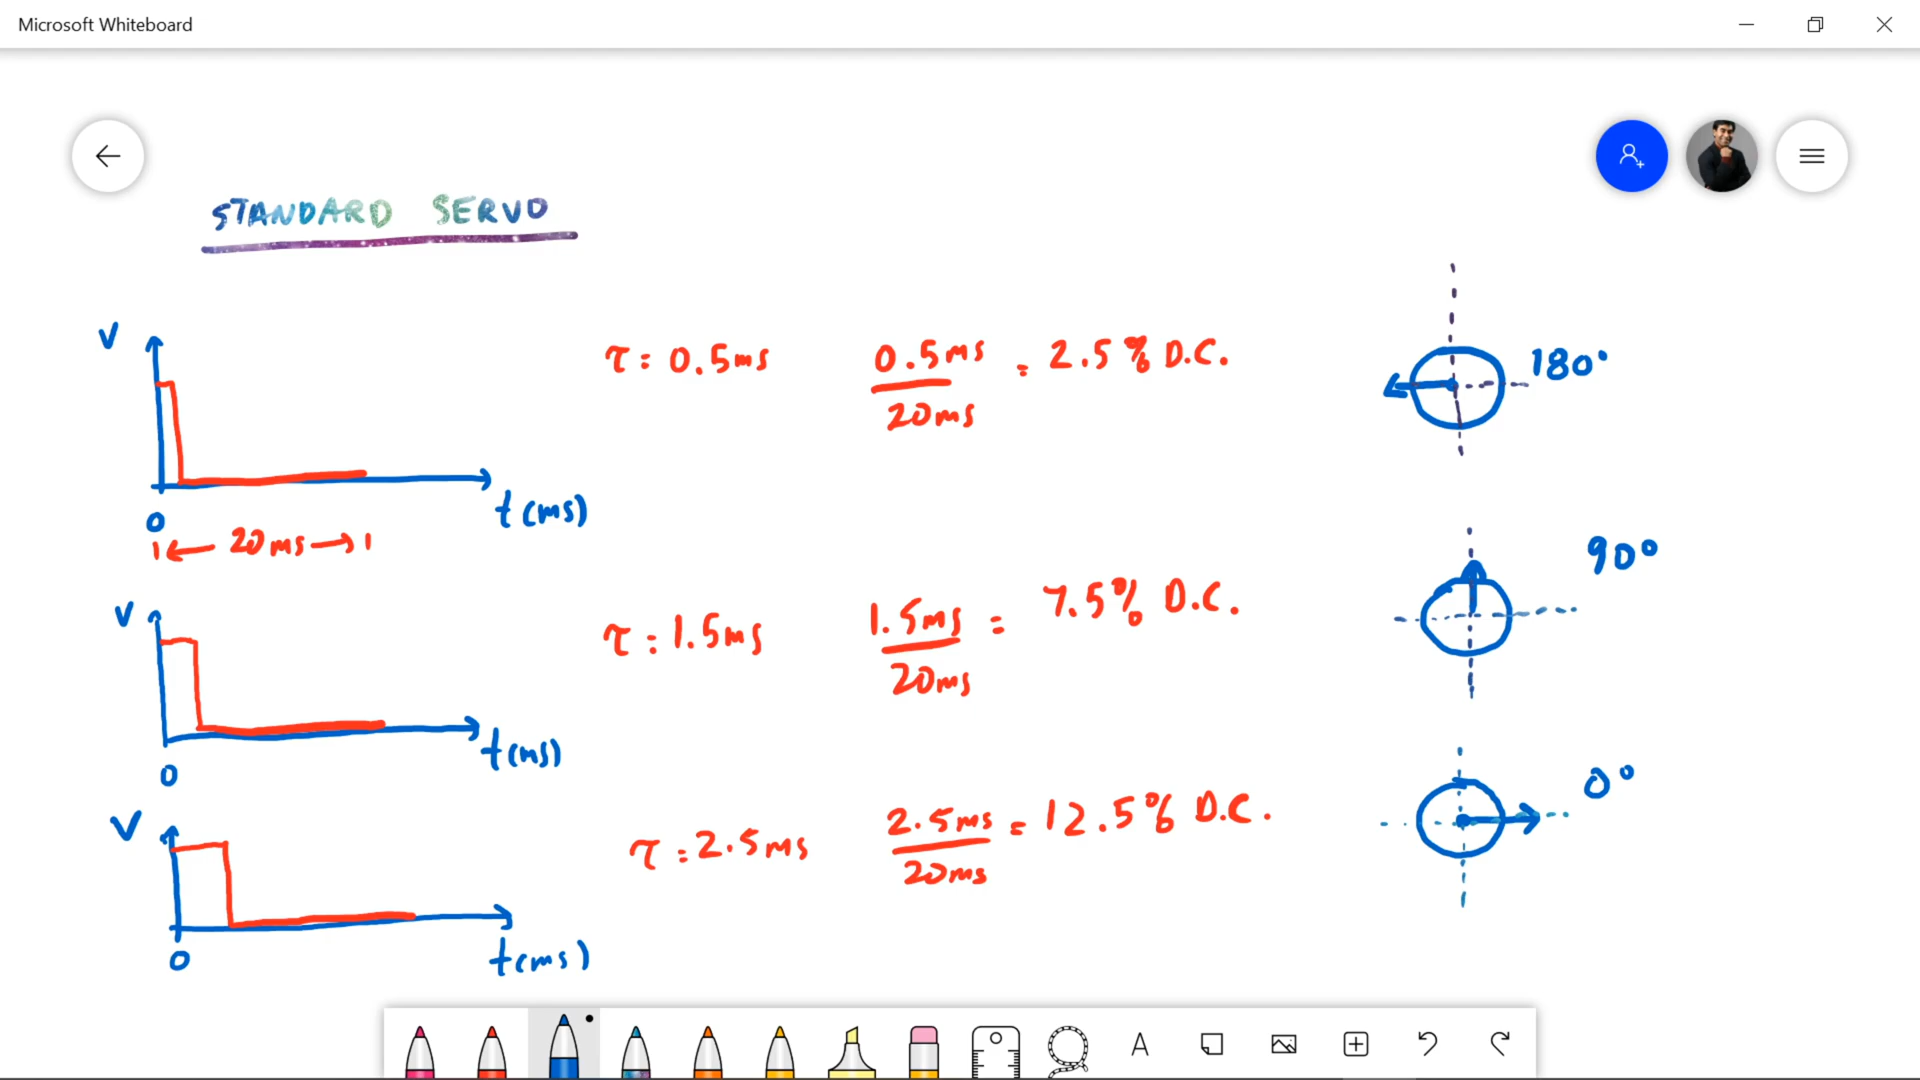 Microsoft Whiteboard
STANDARD SERVO
V
τ = 0.5ms
0.5ms
20ms
= 2.5% D.C.
180°
t (ms)
0
20ms
V
τ = 1.5ms
1.5ms
20ms
= 7.5% D.C.
90°
t (ms)
0
V
τ = 2.5ms
2.5ms
20ms
= 12.5% D.C.
0°
t (ms)
0
A